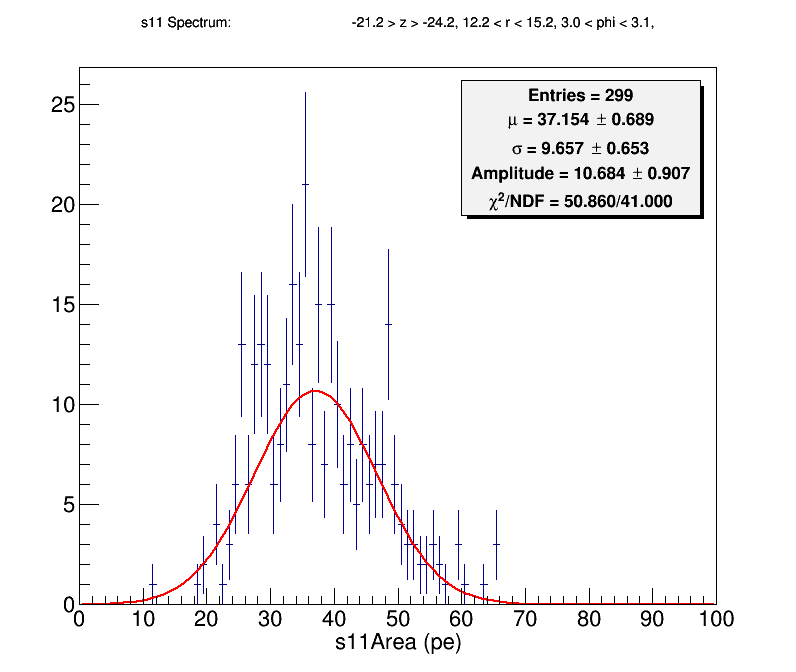 s11 Spectrum: -21.2 > z > -24.2, 12.2 < r < 15.2, 3.0 < phi < 3.1,
Entries = 299
μ = 37.154 ± 0.689
σ = 9.657 ± 0.653
Amplitude = 10.684 ± 0.907
χ²/NDF = 50.860/41.000
25
20
15
10
5
0
0 10 20 30 40 50 60 70 80 90 100
s11Area (pe)